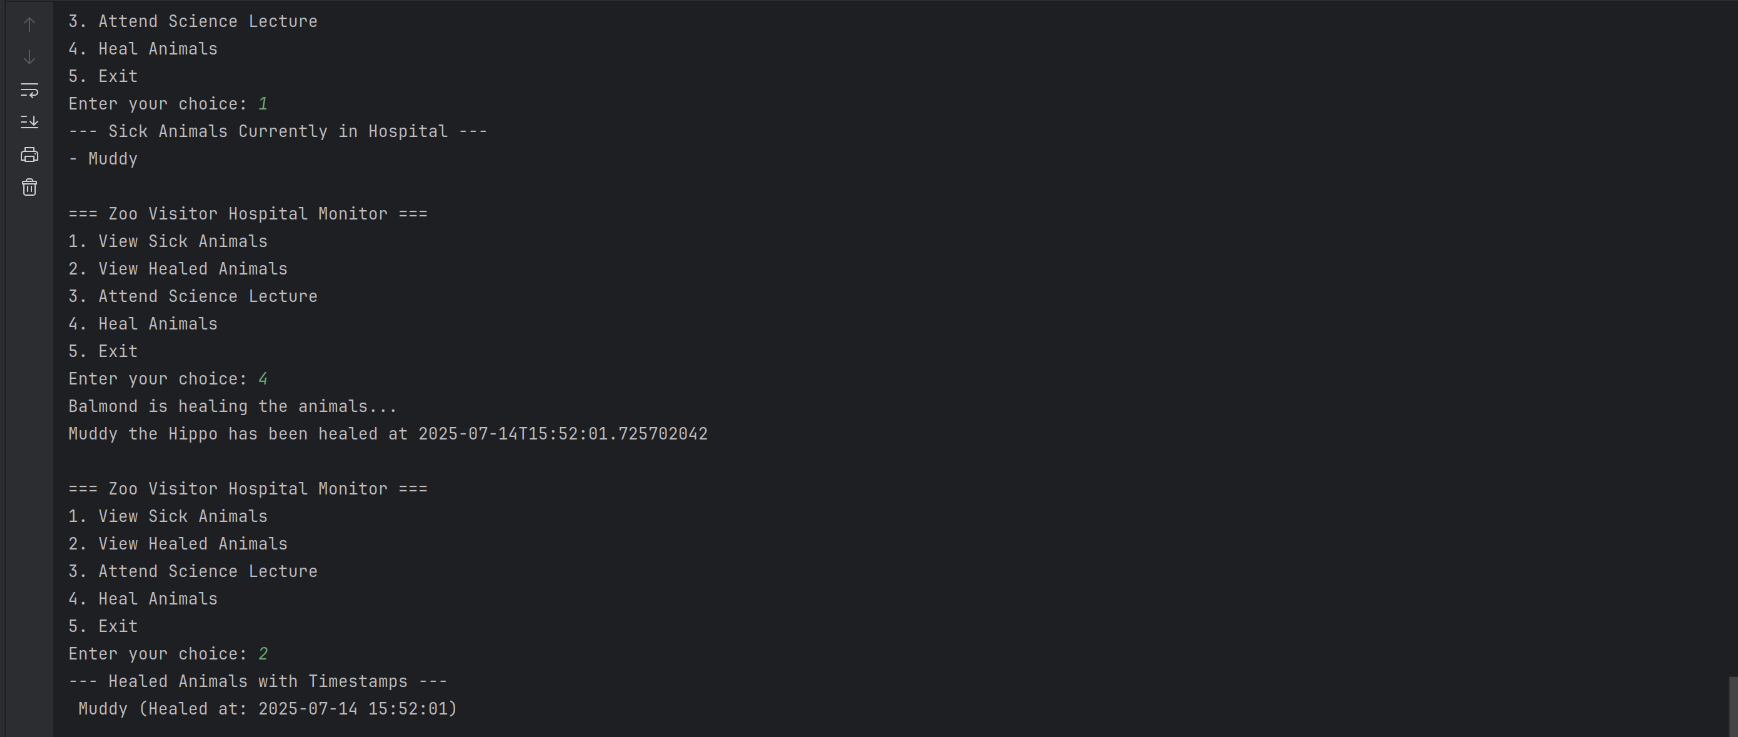 3. Attend Science Lecture
4. Heal Animals
5. Exit
Enter your choice: 1
--- Sick Animals Currently in Hospital ---
- Muddy
=== Zoo Visitor Hospital Monitor ===
1. View Sick Animals
2. View Healed Animals
3. Attend Science Lecture
4. Heal Animals
5. Exit
Enter your choice: 4
Balmond is healing the animals...
Muddy the Hippo has been healed at 2025-07-14T15:52:01.725702042
=== Zoo Visitor Hospital Monitor ===
1. View Sick Animals
2. View Healed Animals
3. Attend Science Lecture
4. Heal Animals
5. Exit
Enter your choice: 2
--- Healed Animals with Timestamps ---
 Muddy (Healed at: 2025-07-14 15:52:01)